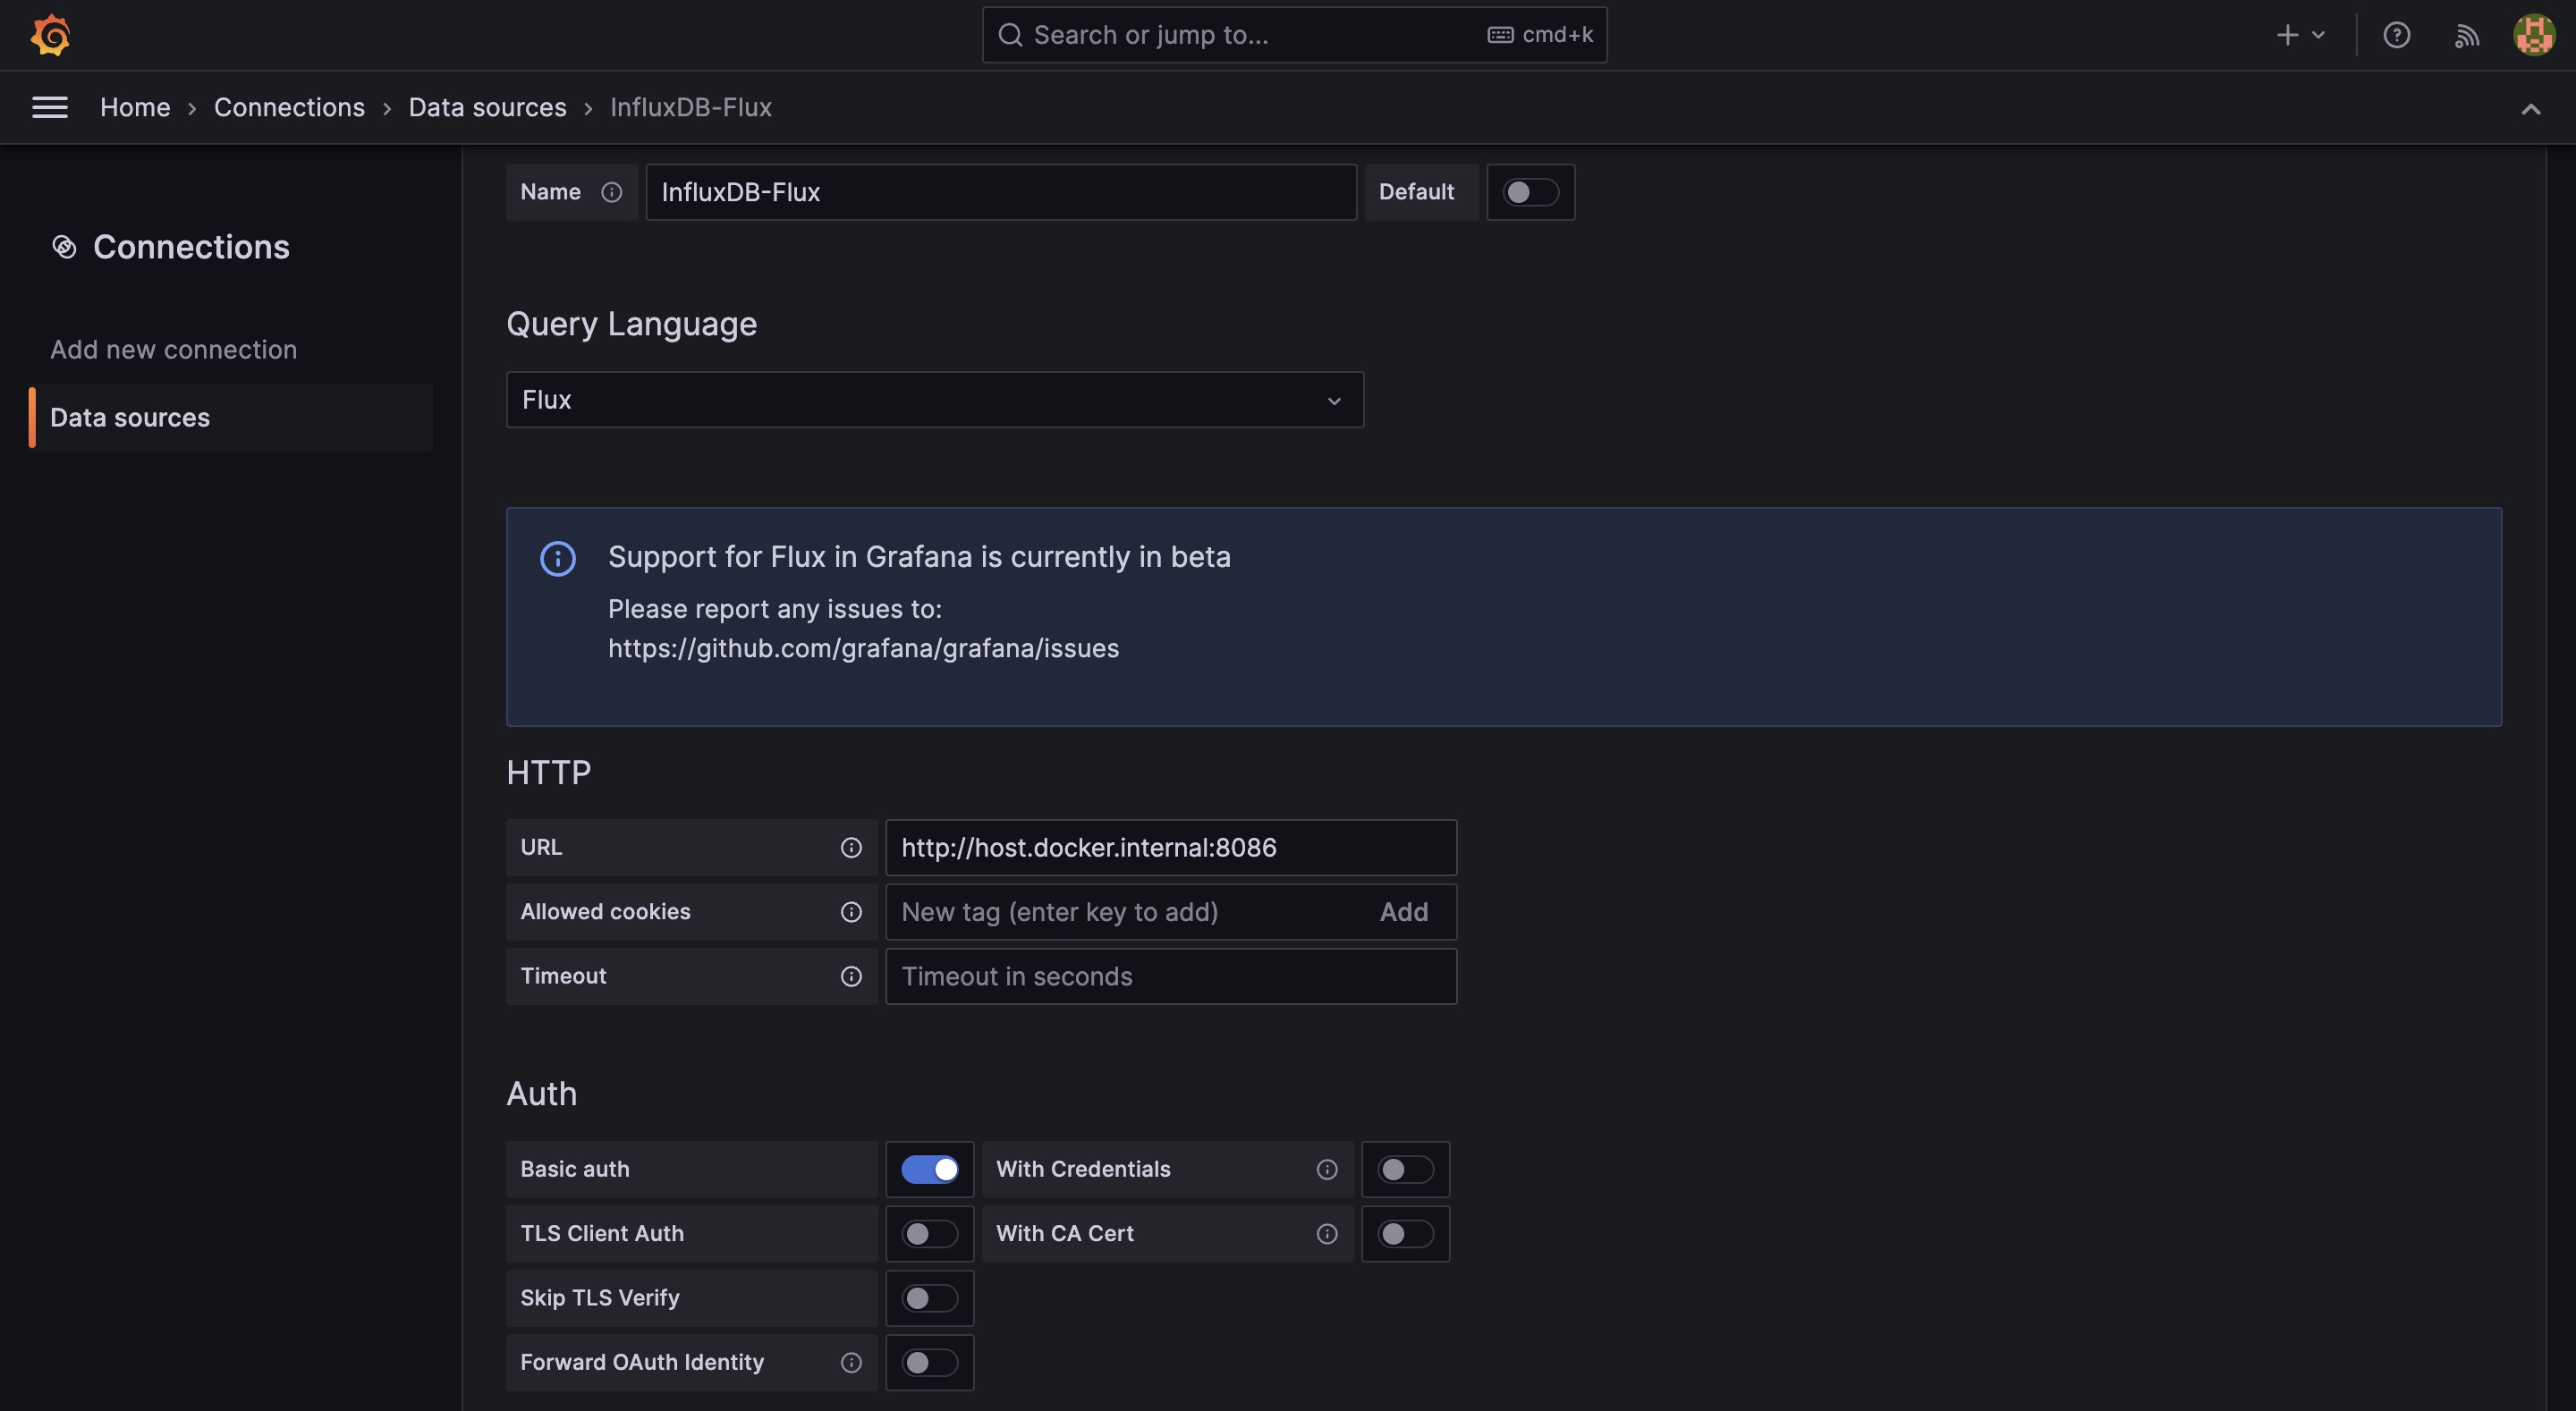 Search or jump to... cmd+k
Home › Connections › Data sources › InfluxDB-Flux
Connections
Add new connection
Data sources
Name InfluxDB-Flux Default
Query Language
Flux
Support for Flux in Grafana is currently in beta
Please report any issues to:
https://github.com/grafana/grafana/issues
HTTP
URL http://host.docker.internal:8086
Allowed cookies New tag (enter key to add) Add
Timeout Timeout in seconds
Auth
Basic auth With Credentials
TLS Client Auth With CA Cert
Skip TLS Verify
Forward OAuth Identity